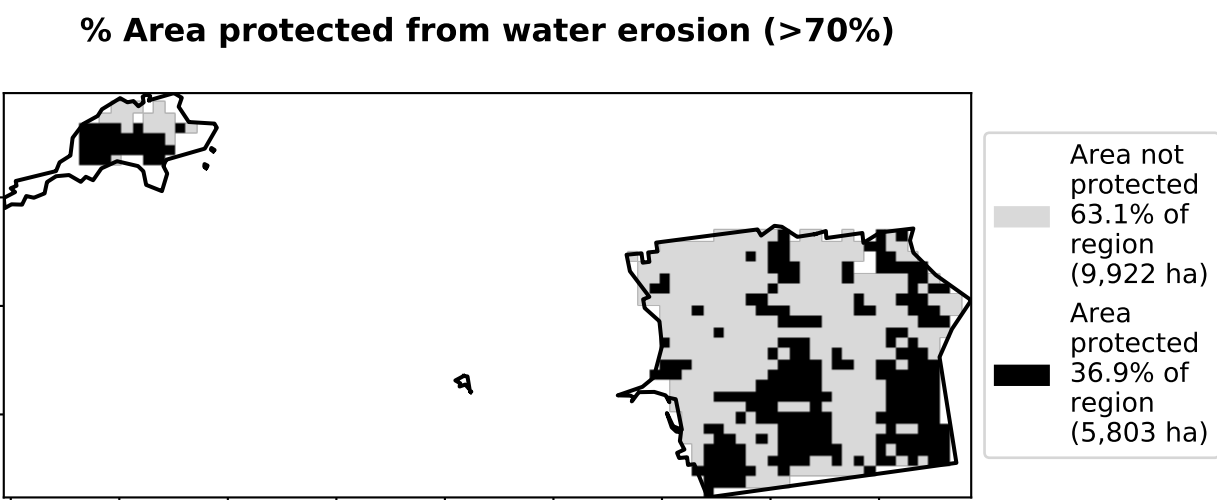 % Area protected from water erosion (>70%)
Area not
protected
63.1% of
region
(9,922 ha)
Area
protected
36.9% of
region
(5,803 ha)